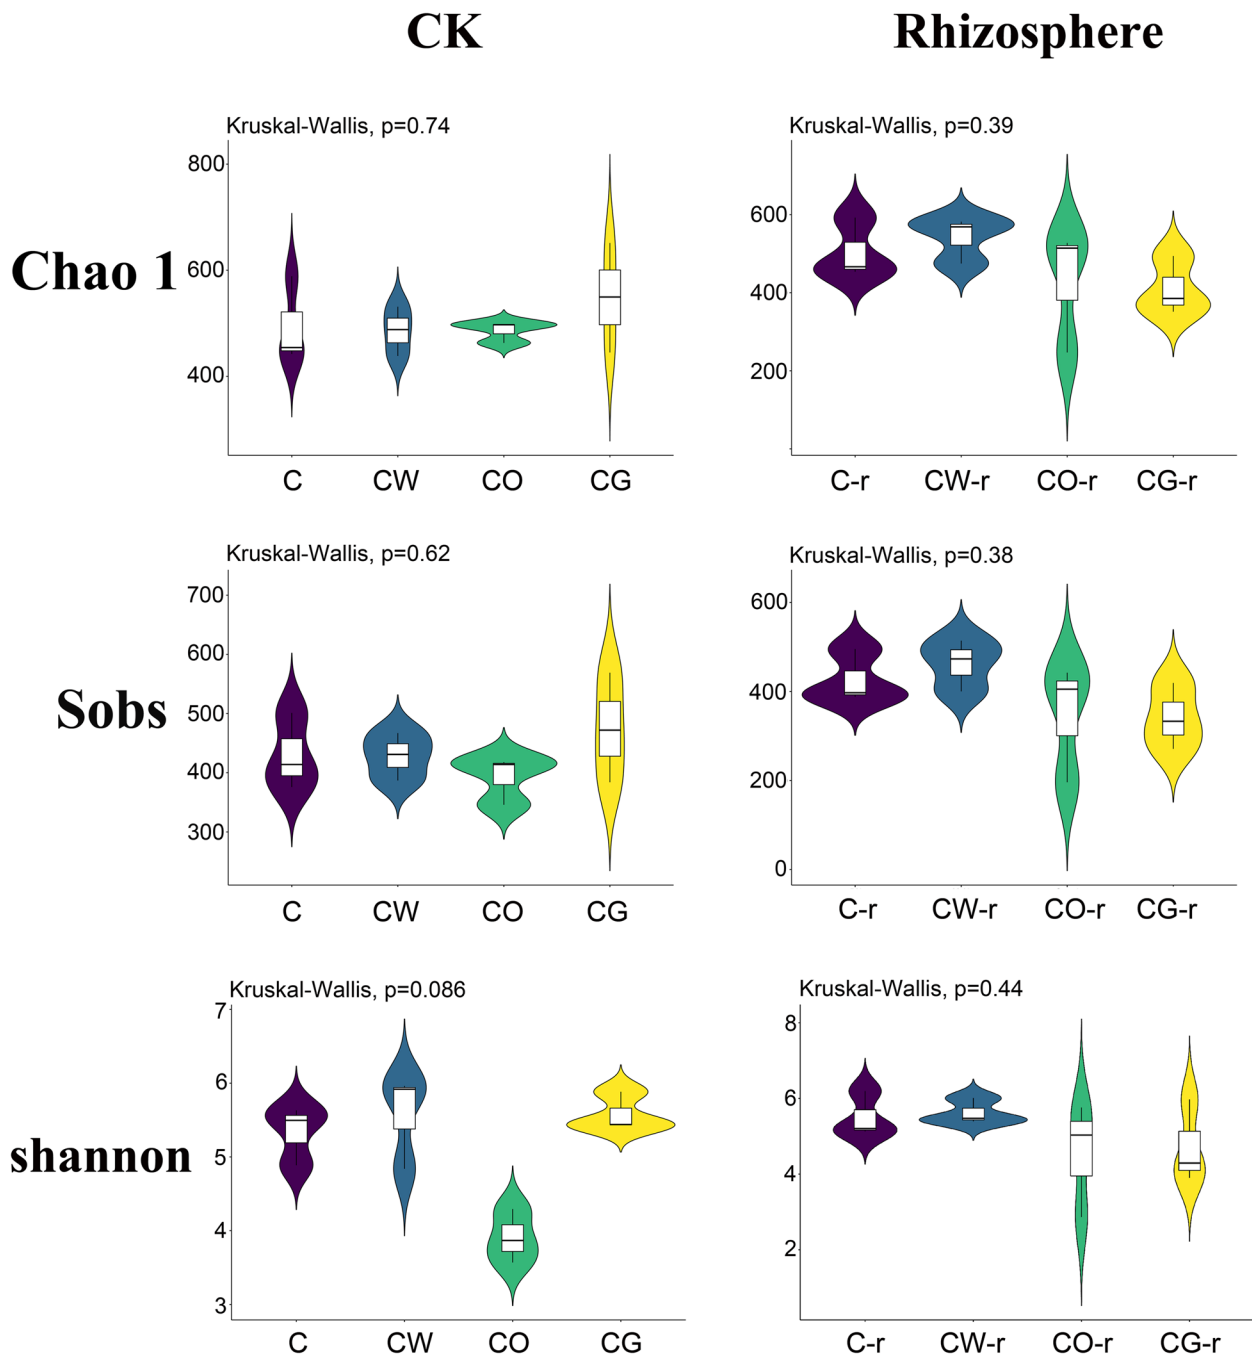 CK
Rhizosphere
Chao 1
Kruskal-Wallis, p=0.74
800
600
400
C CW CO CG
Kruskal-Wallis, p=0.39
600
400
200
C-r CW-r CO-r CG-r
Sobs
Kruskal-Wallis, p=0.62
700
600
500
400
300
C CW CO CG
Kruskal-Wallis, p=0.38
600
400
200
0
C-r CW-r CO-r CG-r
shannon
Kruskal-Wallis, p=0.086
7
6
5
4
3
C CW CO CG
Kruskal-Wallis, p=0.44
8
6
4
2
C-r CW-r CO-r CG-r